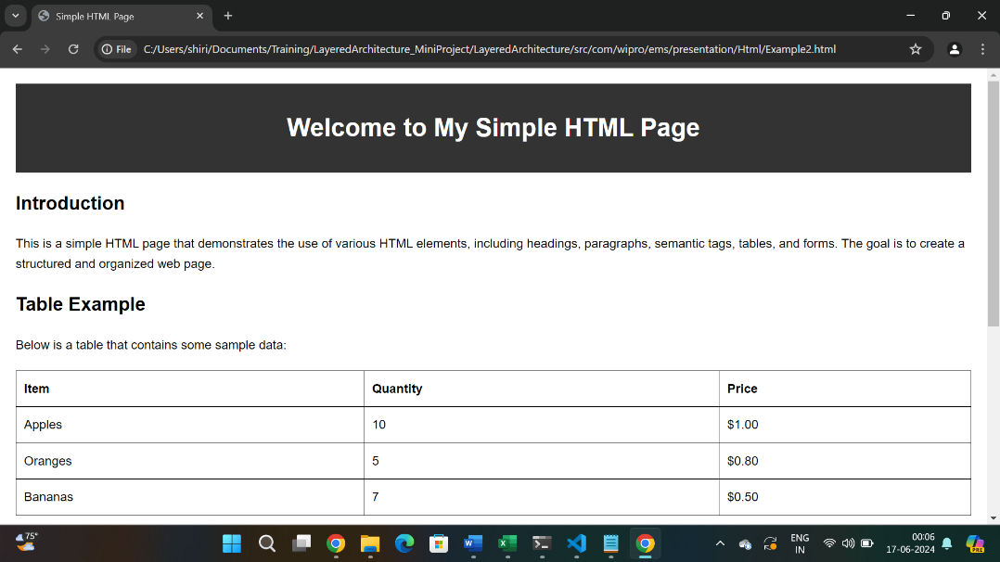 Simple HTML Page
File C:/Users/shiri/Documents/Training/LayeredArchitecture_MiniProject/LayeredArchitecture/src/com/wipro/ems/presentation/Html/Example2.html
Welcome to My Simple HTML Page
Introduction
This is a simple HTML page that demonstrates the use of various HTML elements, including headings, paragraphs, semantic tags, tables, and forms. The goal is to create a
structured and organized web page.
Table Example
Below is a table that contains some sample data:
Item Quantity Price
Apples 10 $1.00
Oranges 5 $0.80
Bananas 7 $0.50
75°
ENG
IN
00:06
17-06-2024
PRE